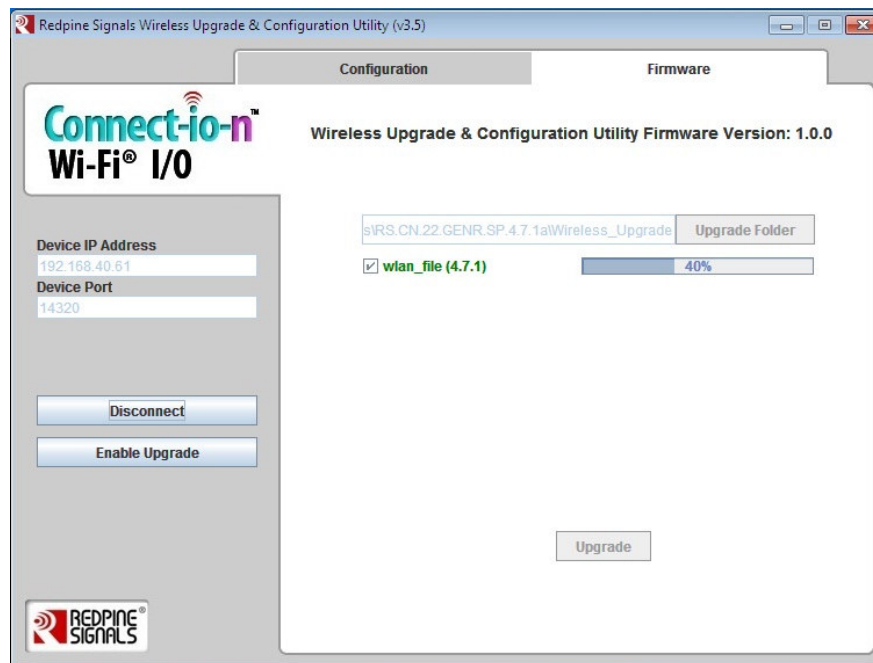 Redpine Signals Wireless Upgrade & Configuration Utility (v3.5)
Configuration
Firmware
Connect-io-n™
Wi-Fi® I/O
Wireless Upgrade & Configuration Utility Firmware Version: 1.0.0
s\RS.CN.22.GENR.SP.4.7.1a\Wireless_Upgrade
Upgrade Folder
wlan_file (4.7.1)
40%
Device IP Address
192.168.40.61
Device Port
14320
Disconnect
Enable Upgrade
Upgrade
REDPINE®
SIGNALS